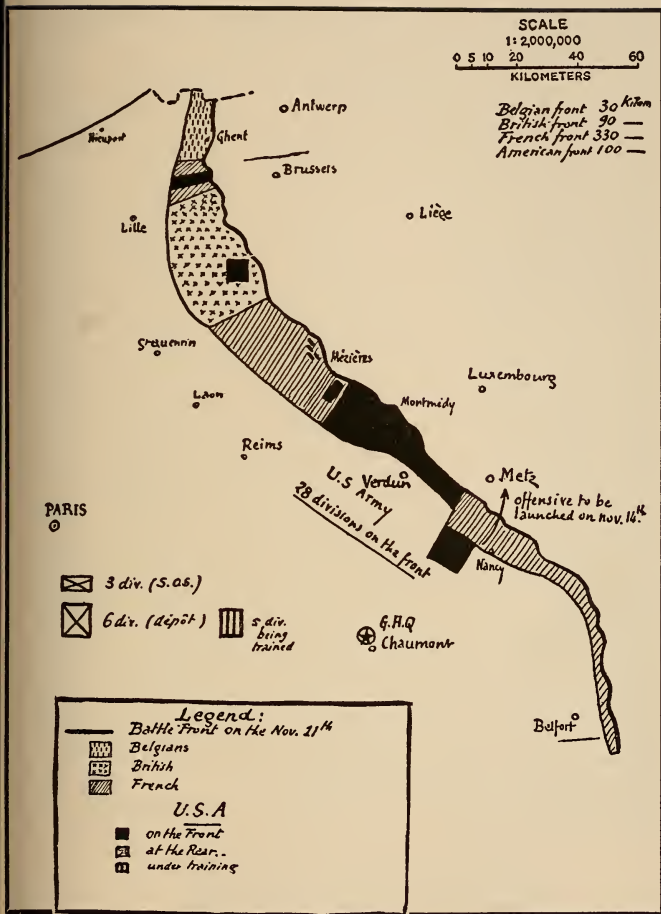 SCALE
1:2,000,000
0 5 10 20 40 60
KILOMETERS
Belgian front 30 Kilom
British front 90 —
French front 330 —
American front 100 —
Antwerp
Nieuport
Ghent
Brussers
Liège
Lille
Mézières
Luxembourg
Laon
Montmédy
Reims
Verdun
Metz
U.S Army
28 divisions on the front
offensive to be
launched on nov. 14th.
PARIS
Nancy
3 div. (S.O.S.)
6 div. (dépôt)
5 div.
being
trained
G.H.Q
Chaumont
Belfort
Legend:
Battle Front on the Nov. 11th
Belgians
British
French
U.S.A
on the Front
at the Rear..
under training